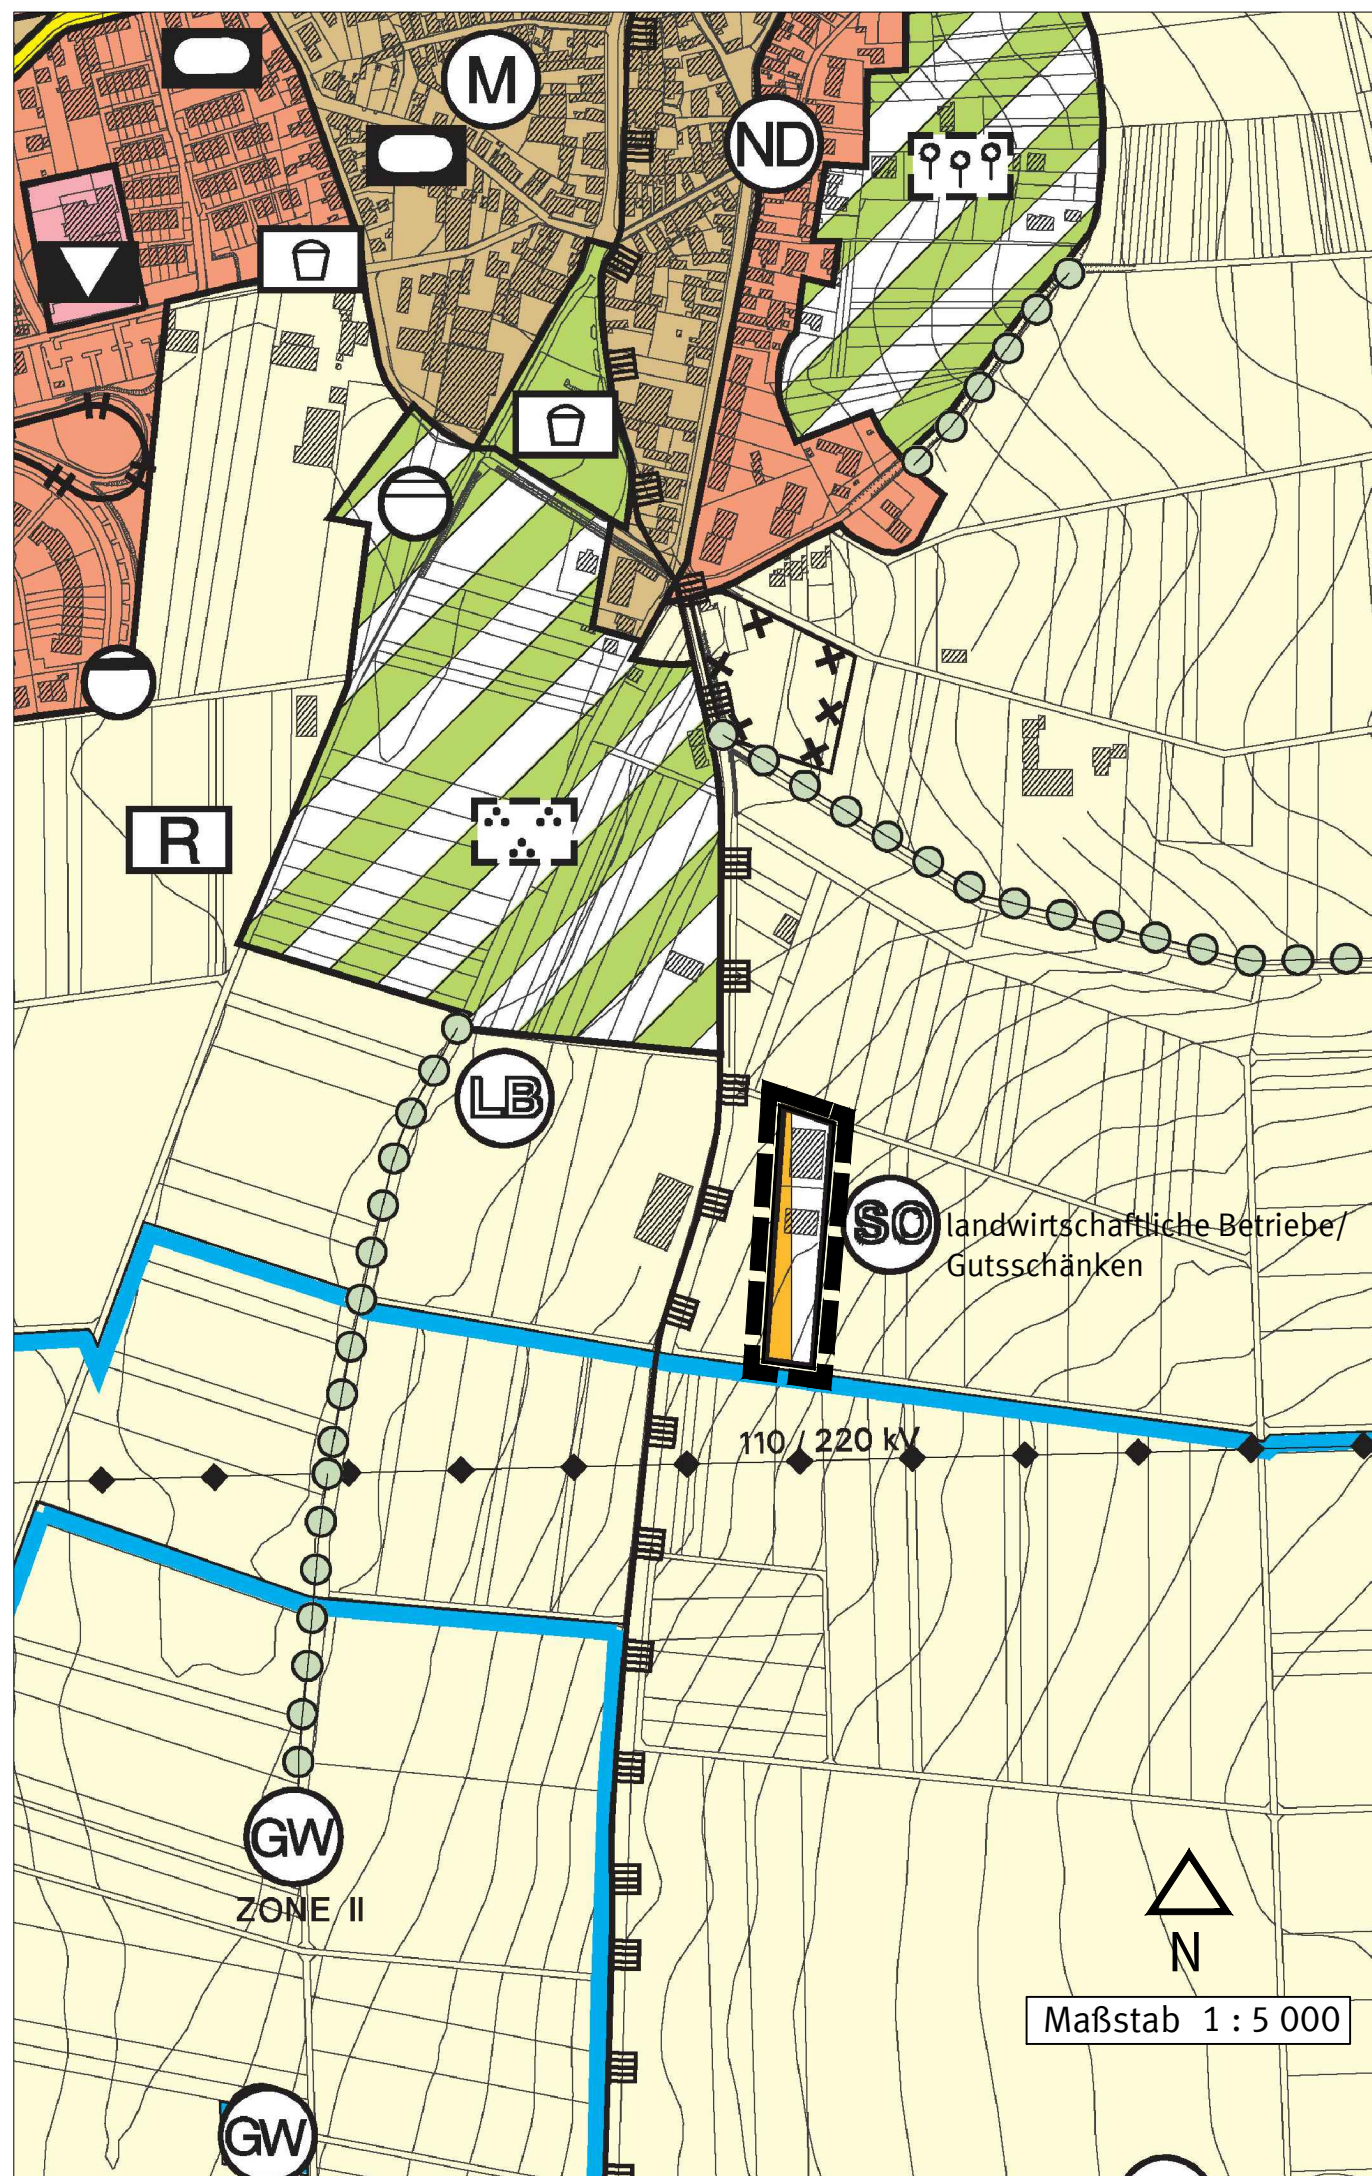 M
ND
R
LB
SO
landwirtschaftliche Betriebe/
Gutsschänken
110 / 220 kV
GW
ZONE II
N
Maßstab 1 : 5 000
GW